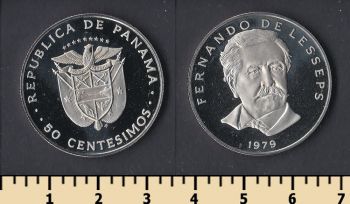 REPUBLICA DE PANAMA
50 CENTESIMOS
FERNANDO DE LESSEPS
1979
1 2 3 4 5 6 7